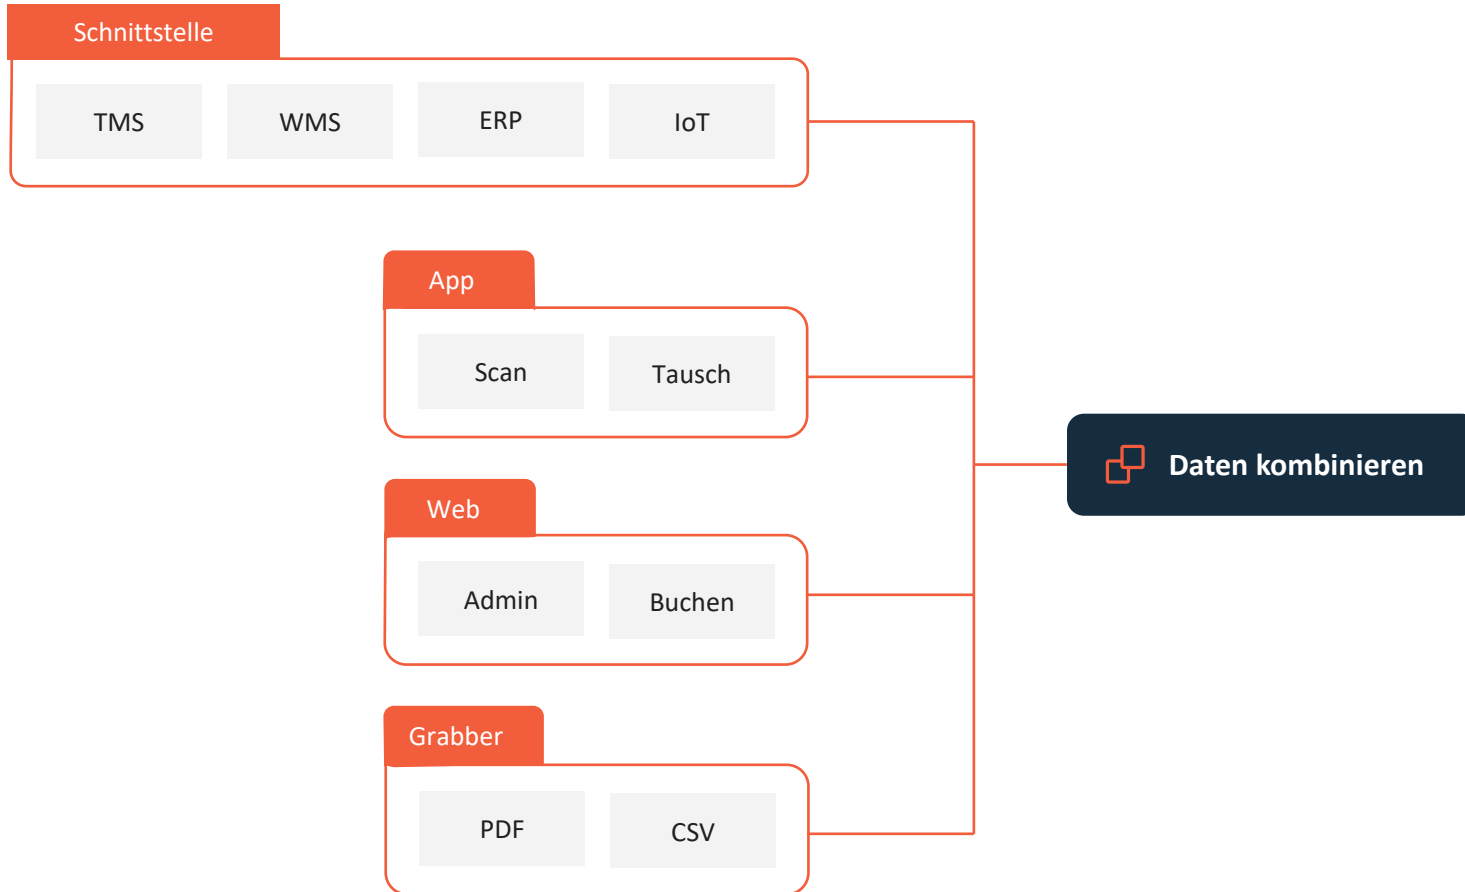 Schnittstelle
TMS
WMS
ERP
IoT
App
Scan
Tausch
Daten kombinieren
Web
Admin
Buchen
Grabber
PDF
CSV